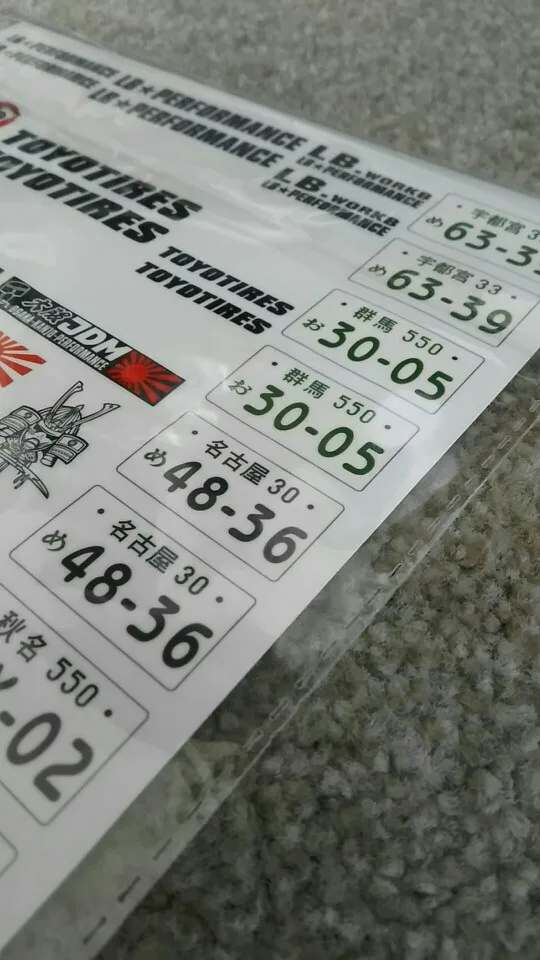 LB★PERFORMANCE
LB★PERFORMANCE
LB★PERFORMANCE
LB★PERFORMANCE
L.B.WORKS
LB★PERFORMANCE
L.B.WORKS
LB★PERFORMANCE
TOYOTIRES
TOYOTIRES
TOYOTIRES
TOYOTIRES
JDM
KANJO PERFORMANCE
宇都宮
め 63-3
宇都宮 33
め 63-39
群馬 550
お 30-05
群馬 550
お 30-05
名古屋 30
め 48-36
名古屋 30
め 48-36
秋名 550
-02